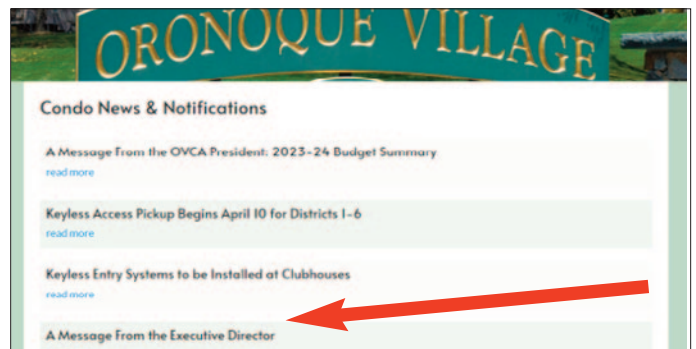 ORONOQUE VILLAGE
Condo News & Notifications
A Message From the OVCA President: 2023-24 Budget Summary
read more
Keyless Access Pickup Begins April 10 for Districts 1-6
read more
Keyless Entry Systems to be Installed at Clubhouses
read more
A Message From the Executive Director